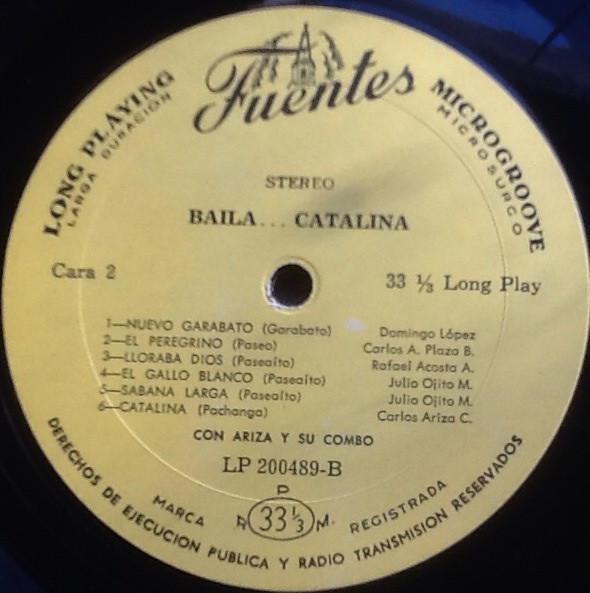 Fuentes
LONG PLAYING
LARGA DURACION
MICROGROOVE
MICROSURCO
STEREO
BAILA... CATALINA
Cara 2
33 ⅓ Long Play
1—NUEVO GARABATO (Garabato) Domingo López
2—EL PEREGRINO (Paseo) Carlos A. Plaza B.
3—LLORABA DIOS (Paseaíto) Rafael Acosta A.
4—EL GALLO BLANCO (Paseaíto) Julio Ojito M.
5—SABANA LARGA (Paseaíto) Julio Ojito M.
6—CATALINA (Pachanga) Carlos Ariza C.
CON ARIZA Y SU COMBO
LP 200489-B
MARCA R. P. M. 33⅓ REGISTRADA
DERECHOS DE EJECUCION PUBLICA Y RADIO TRANSMISION RESERVADOS